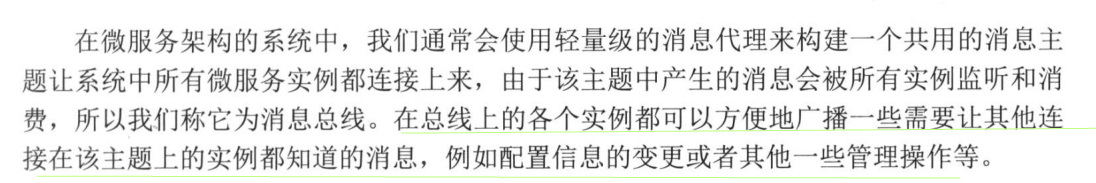 在微服务架构的系统中，我们通常会使用轻量级的消息代理来构建一个共用的消息主
题让系统中所有微服务实例都连接上来，由于该主题中产生的消息会被所有实例监听和消
费，所以我们称它为消息总线。在总线上的各个实例都可以方便地广播一些需要让其他连
接在该主题上的实例都知道的消息，例如配置信息的变更或者其他一些管理操作等。